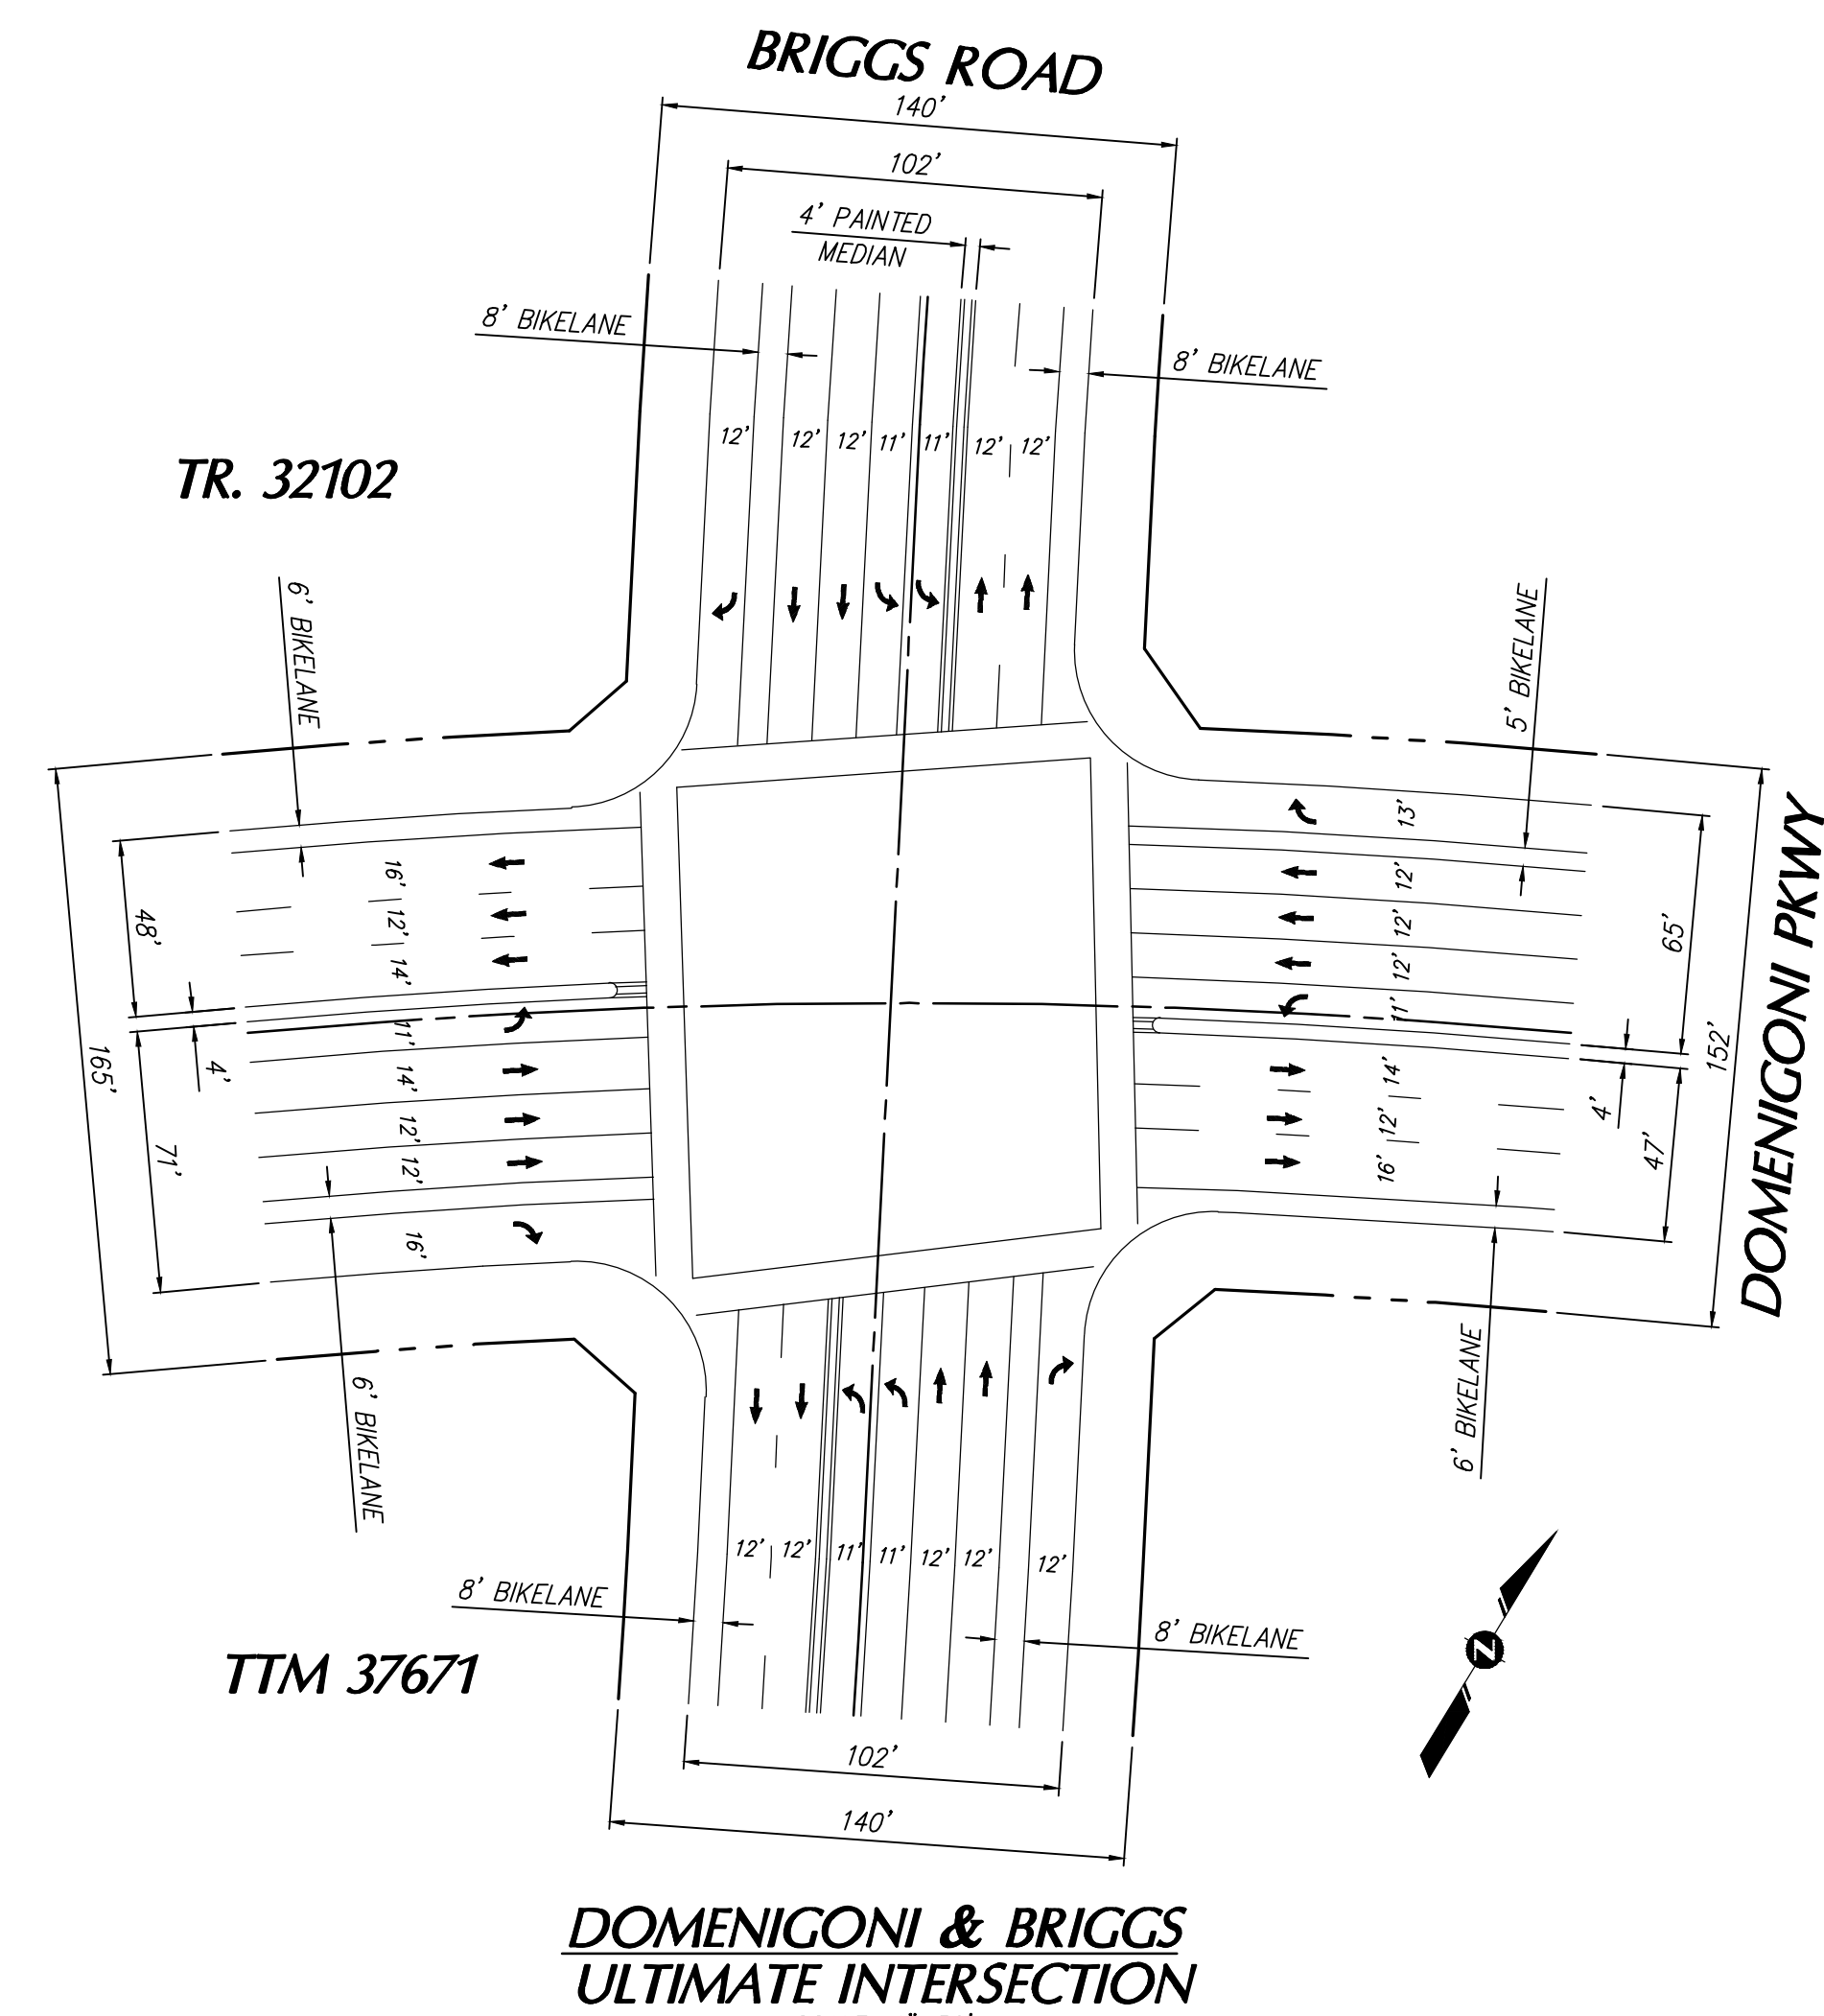 BRIGGS ROAD
140'
102'
4' PAINTED
MEDIAN
8' BIKELANE
8' BIKELANE
12' 12' 12' 11' 11' 12' 12'
TR. 32102
6' BIKELANE
5' BIKELANE
DOMENIGONI PKWY
48'
4'
71'
165'
16'
12'
14'
11'
14'
12'
12'
16'
13'
12'
12'
12'
11'
14'
12'
16'
65'
152'
4'
47'
6' BIKELANE
6' BIKELANE
12' 12' 11' 11' 12' 12' 12'
8' BIKELANE
8' BIKELANE
TTM 37671
N
102'
140'
DOMENIGONI & BRIGGS
ULTIMATE INTERSECTION